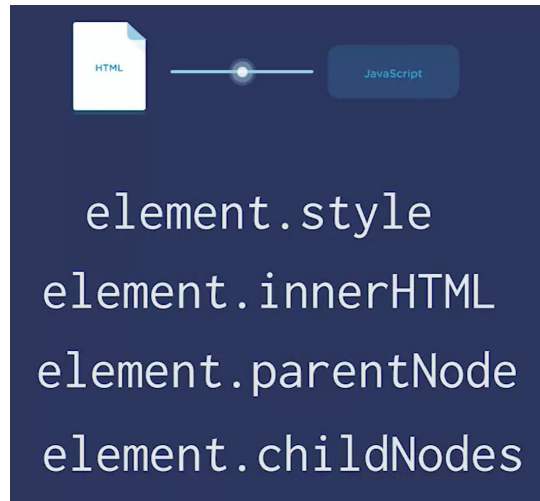 HTML
JavaScript
element.style
element.innerHTML
element.parentNode
element.childNodes